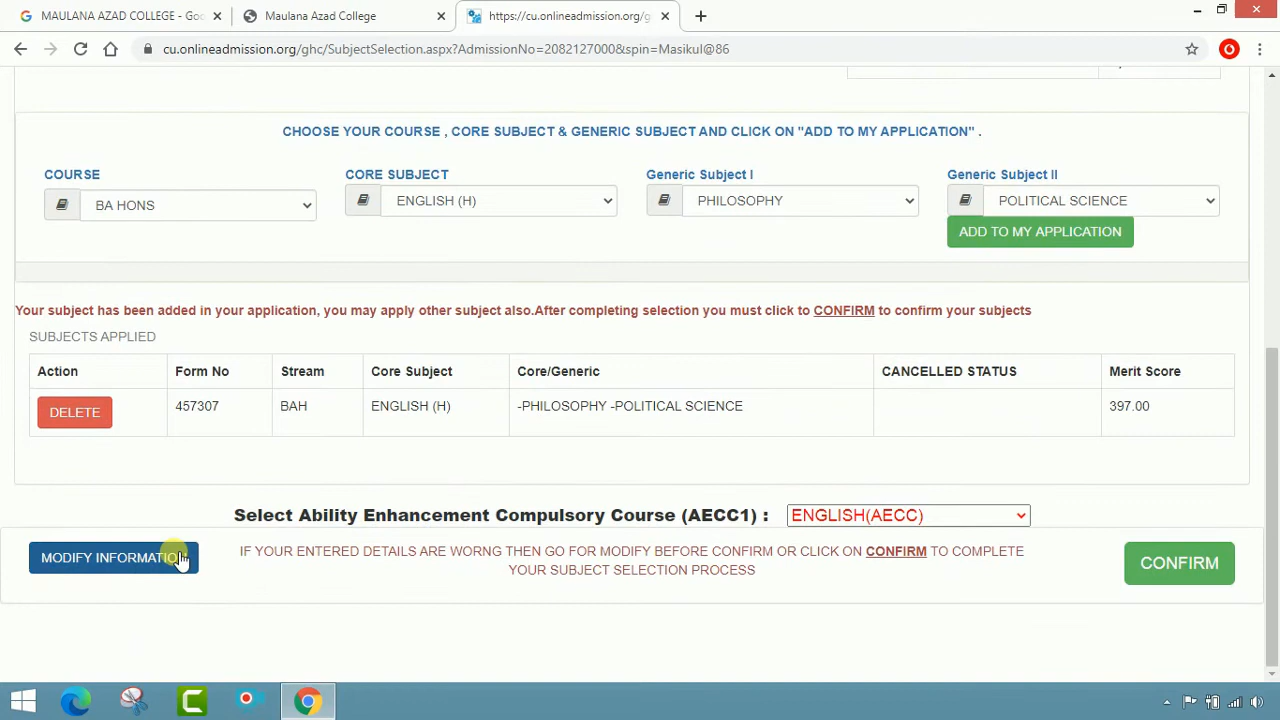 MAULANA AZAD COLLEGE - Goo
Maulana Azad College
https://cu.onlineadmission.org/g
cu.onlineadmission.org/ghc/SubjectSelection.aspx?AdmissionNo=2082127000&spin=Masikul@86
CHOOSE YOUR COURSE , CORE SUBJECT & GENERIC SUBJECT AND CLICK ON "ADD TO MY APPLICATION" .
COURSE CORE SUBJECT Generic Subject I Generic Subject II
BA HONS ENGLISH (H) PHILOSOPHY POLITICAL SCIENCE
ADD TO MY APPLICATION
Your subject has been added in your application, you may apply other subject also.After completing selection you must click to CONFIRM to confirm your subjects
SUBJECTS APPLIED
Action Form No Stream Core Subject Core/Generic CANCELLED STATUS Merit Score
DELETE 457307 BAH ENGLISH (H) -PHILOSOPHY -POLITICAL SCIENCE 397.00
Select Ability Enhancement Compulsory Course (AECC1) : ENGLISH(AECC)
MODIFY INFORMATION
IF YOUR ENTERED DETAILS ARE WORNG THEN GO FOR MODIFY BEFORE CONFIRM OR CLICK ON CONFIRM TO COMPLETE
YOUR SUBJECT SELECTION PROCESS
CONFIRM